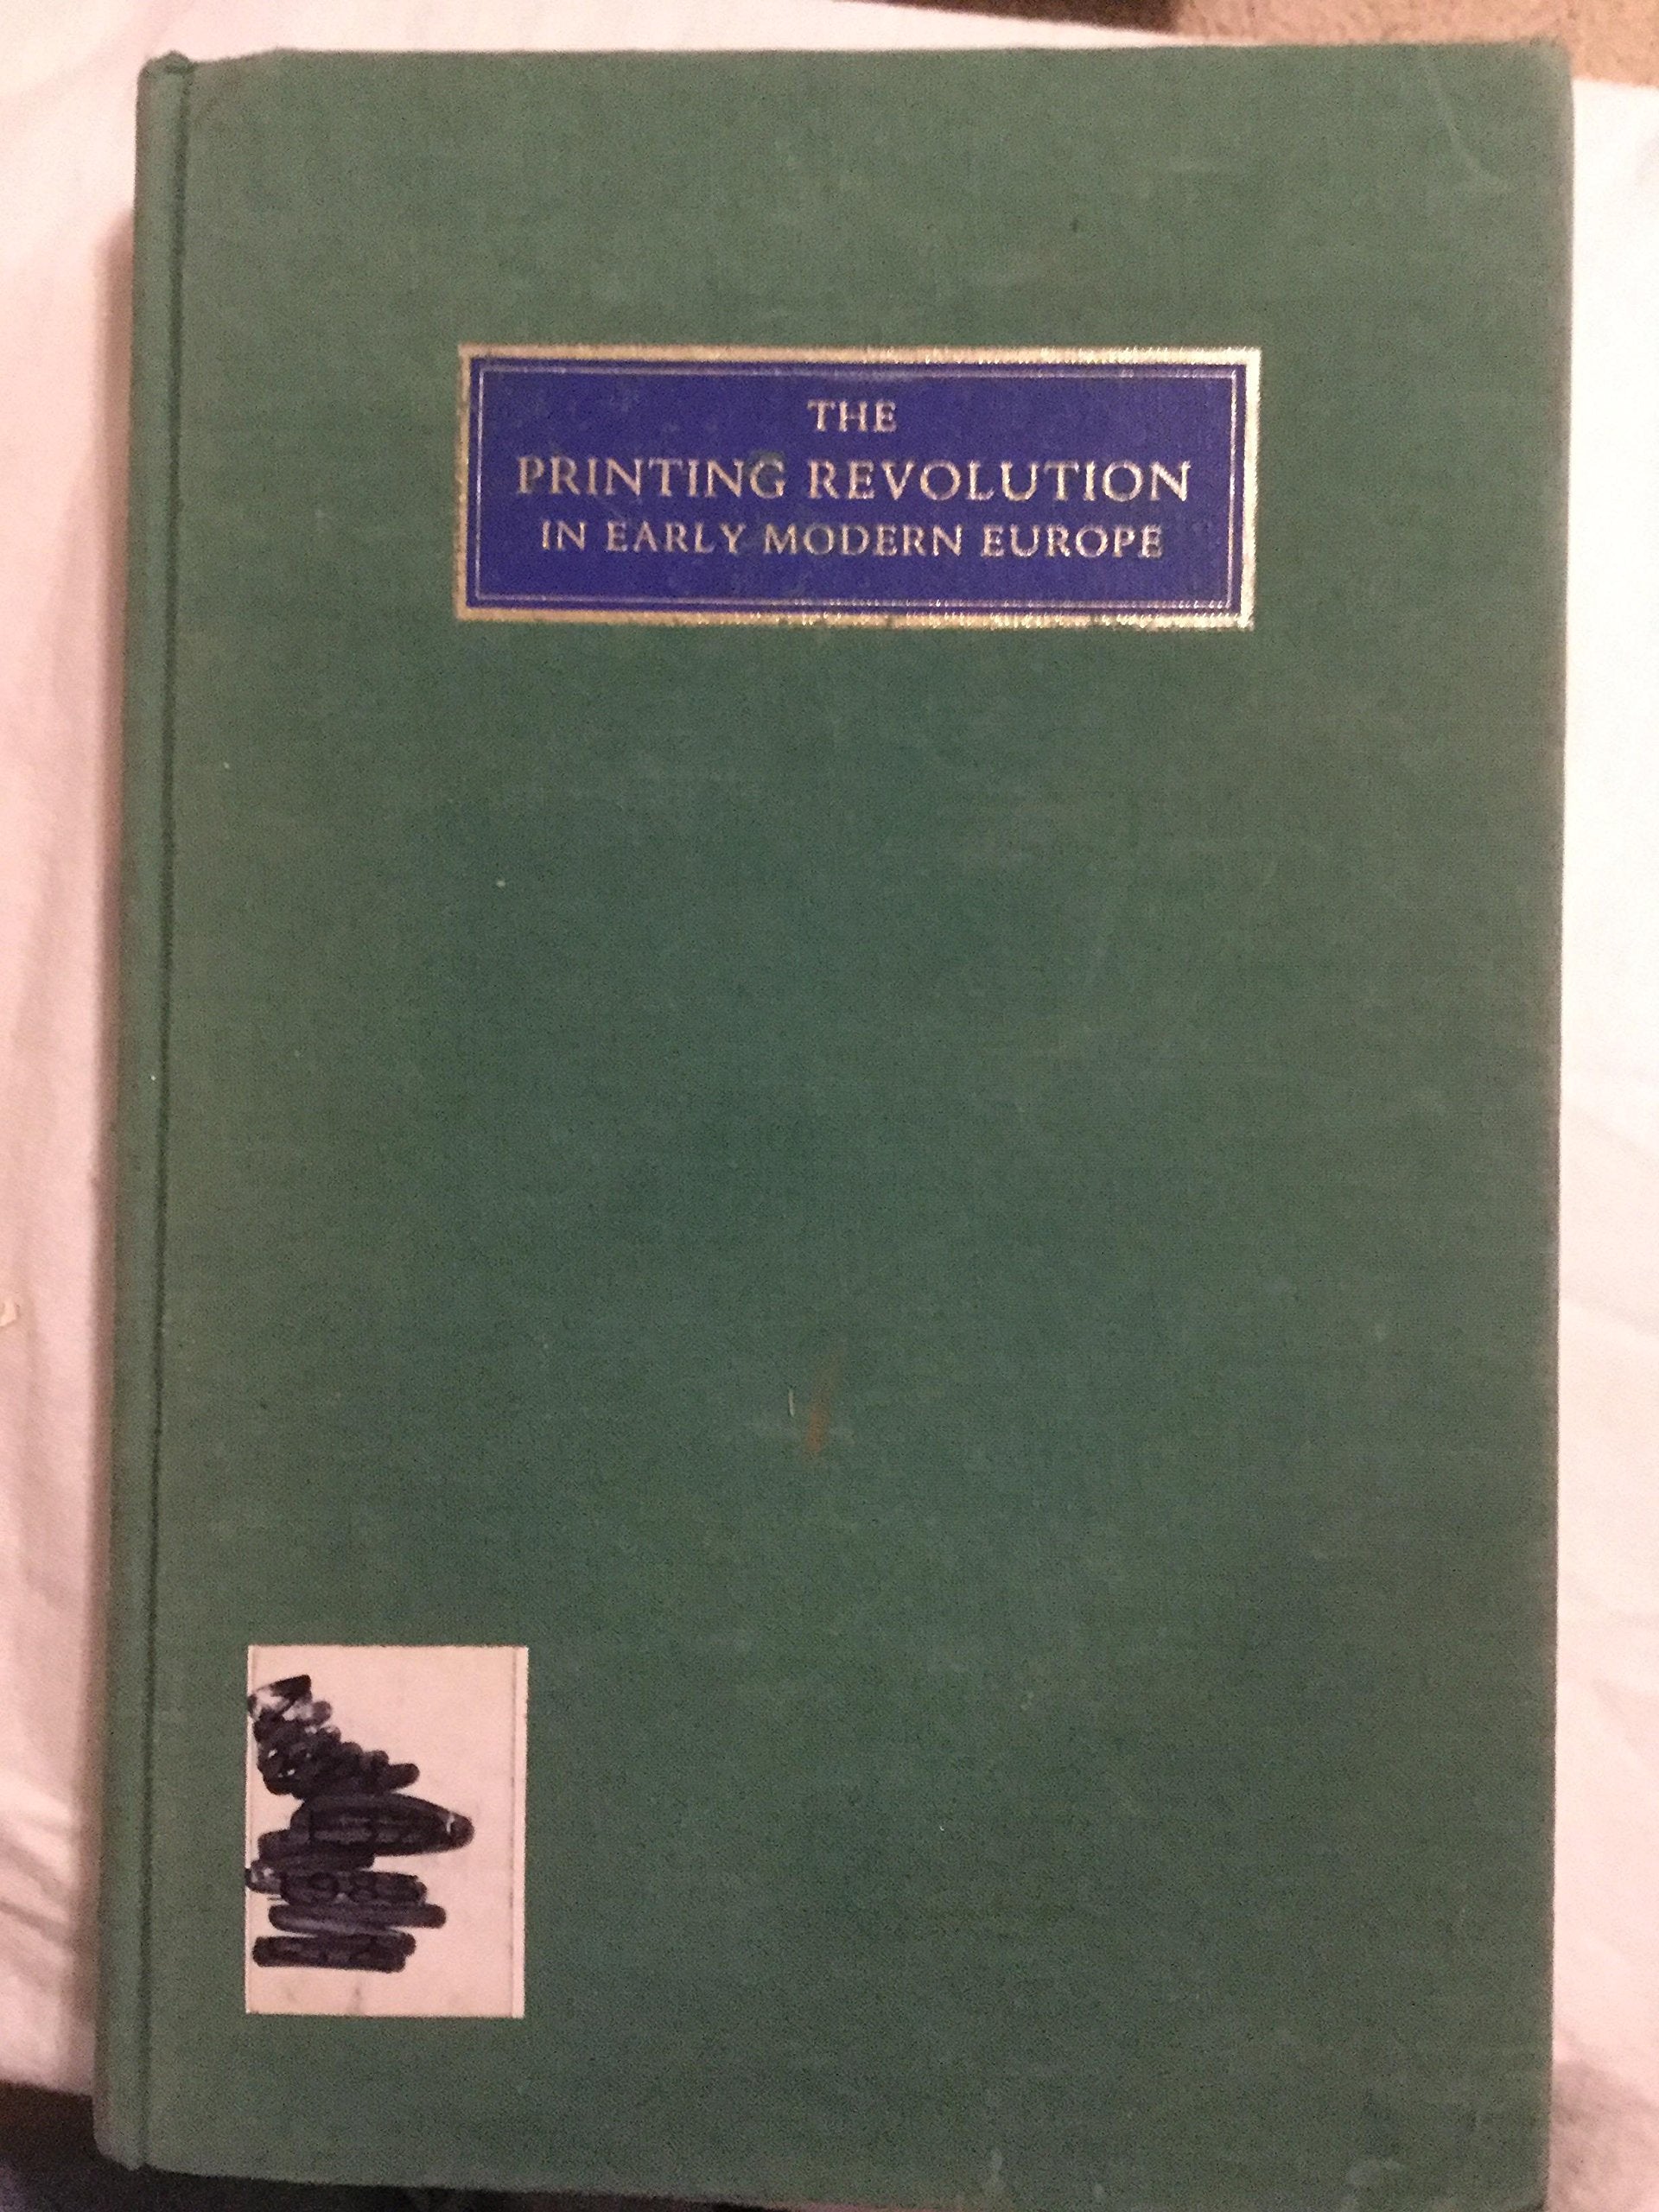 THE
PRINTING REVOLUTION
IN EARLY MODERN EUROPE